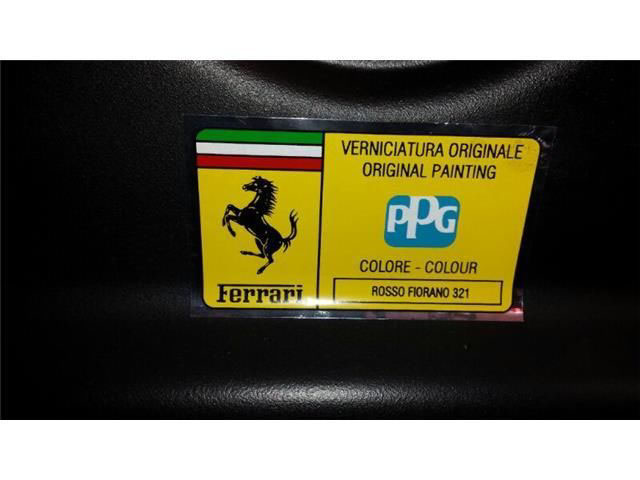 VERNICIATURA ORIGINALE
ORIGINAL PAINTING
PPG
COLORE - COLOUR
ROSSO FIORANO 321
Ferrari